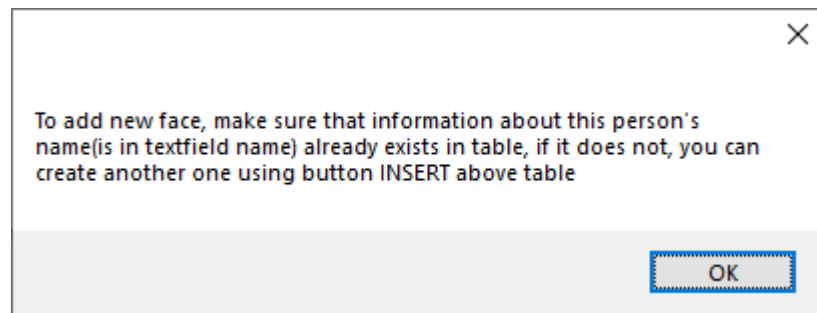 To add new face, make sure that information about this person's
name(is in textfield name) already exists in table, if it does not, you can
create another one using button INSERT above table
OK